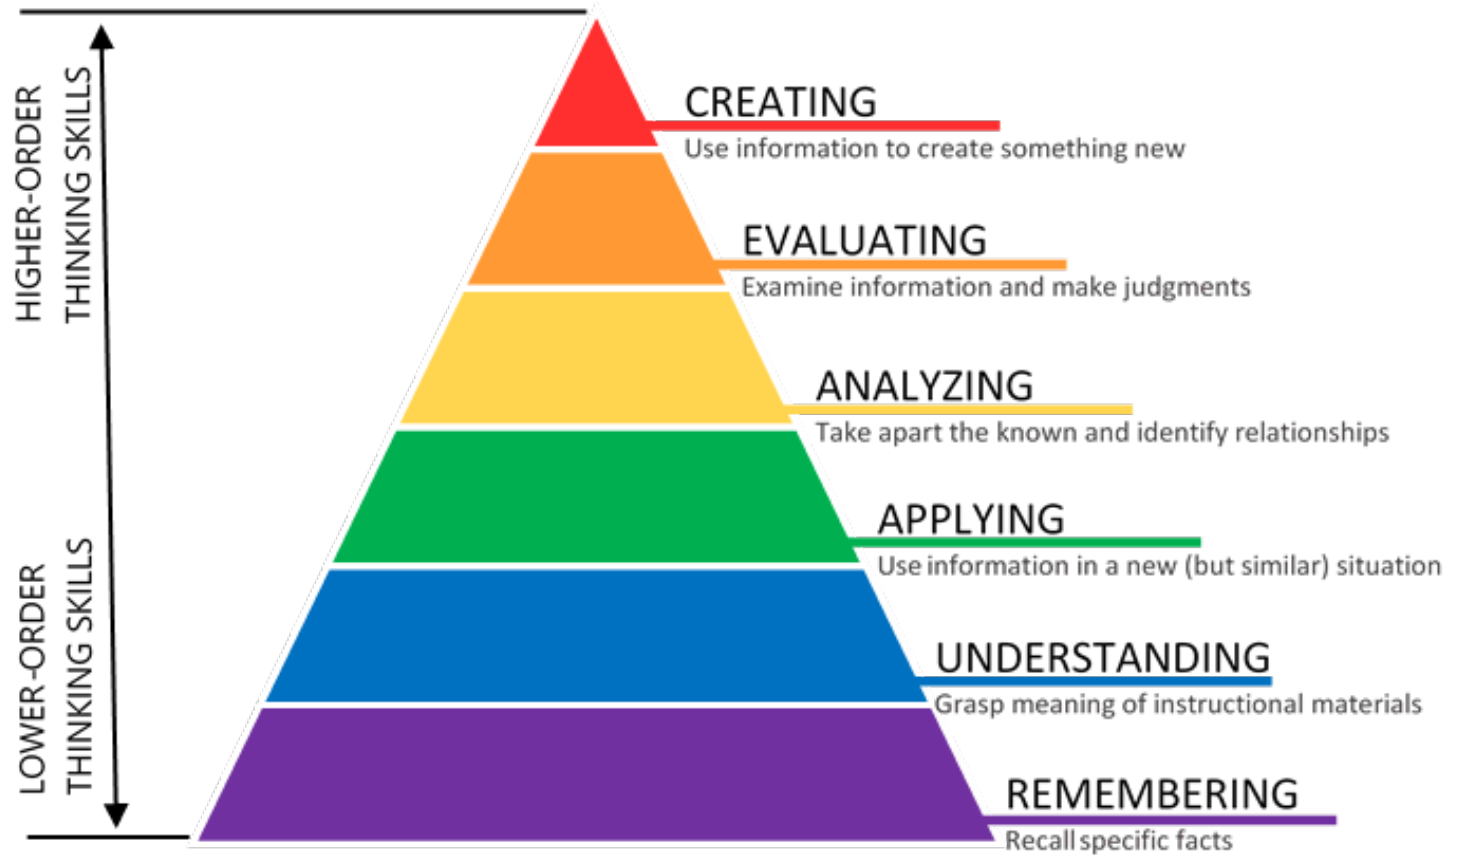 HIGHER-ORDER
THINKING SKILLS
LOWER-ORDER
THINKING SKILLS
CREATING
Use information to create something new
EVALUATING
Examine information and make judgments
ANALYZING
Take apart the known and identify relationships
APPLYING
Use information in a new (but similar) situation
UNDERSTANDING
Grasp meaning of instructional materials
REMEMBERING
Recall specific facts